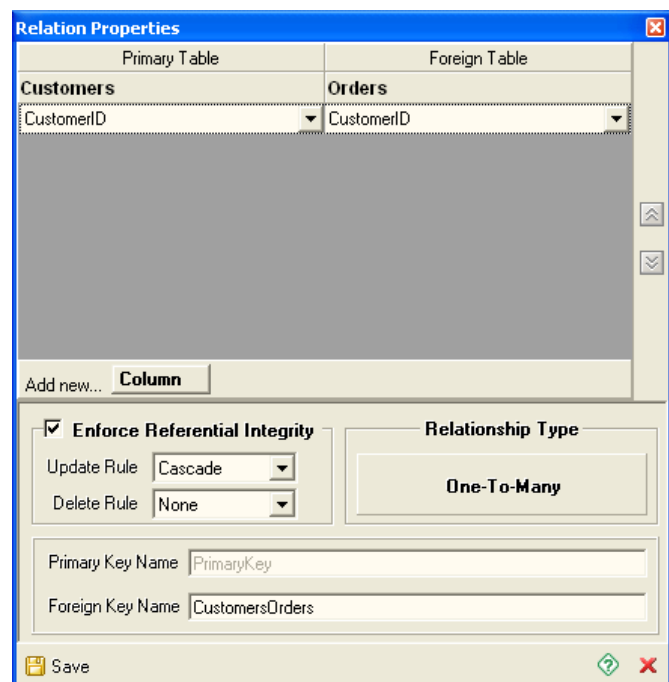 Relation Properties
Primary Table Foreign Table
Customers Orders
CustomerID CustomerID
Add new... Column
Enforce Referential Integrity Relationship Type
Update Rule Cascade
One-To-Many
Delete Rule None
Primary Key Name PrimaryKey
Foreign Key Name CustomersOrders
Save